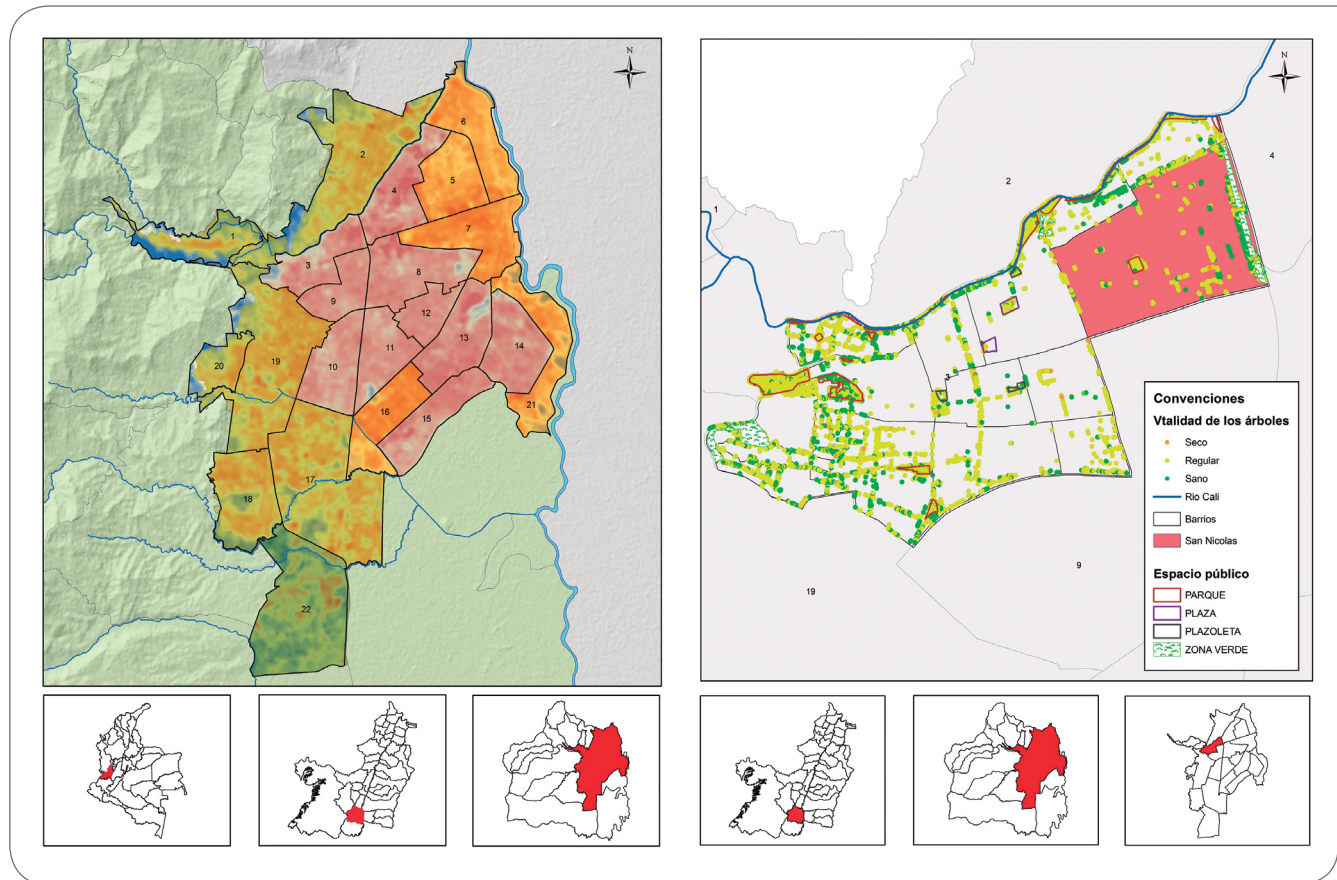 N
6
2
4
5
7
1
3
8
9
12
19
11
13
14
20
10
16
15
21
17
18
22
N
4
2
1
3
9
19
Convenciones
Vtalidad de los árboles
Seco
Regular
Sano
Rio Cali
Barrios
San Nicolas
Espacio público
PARQUE
PLAZA
PLAZOLETA
ZONA VERDE